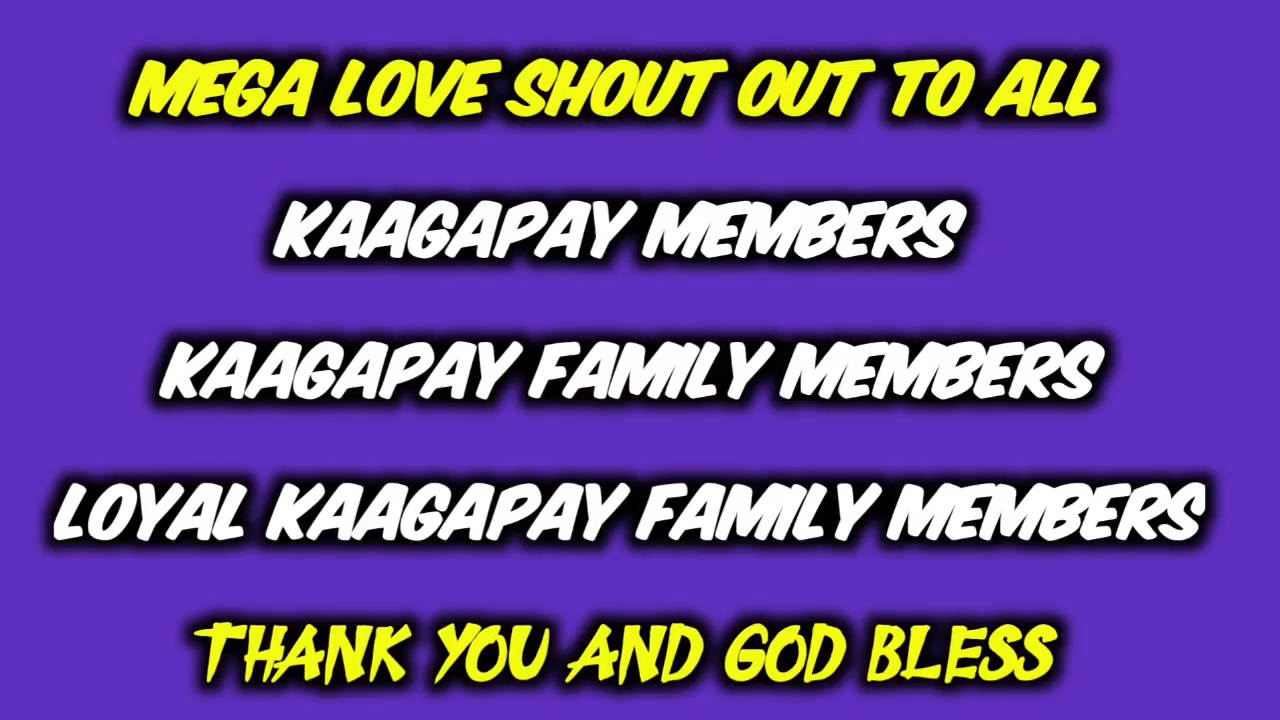 MEGA LOVE SHOUT OUT TO ALL
KAAGAPAY MEMBERS
KAAGAPAY FAMILY MEMBERS
LOYAL KAAGAPAY FAMILY MEMBERS
THANK YOU AND GOD BLESS